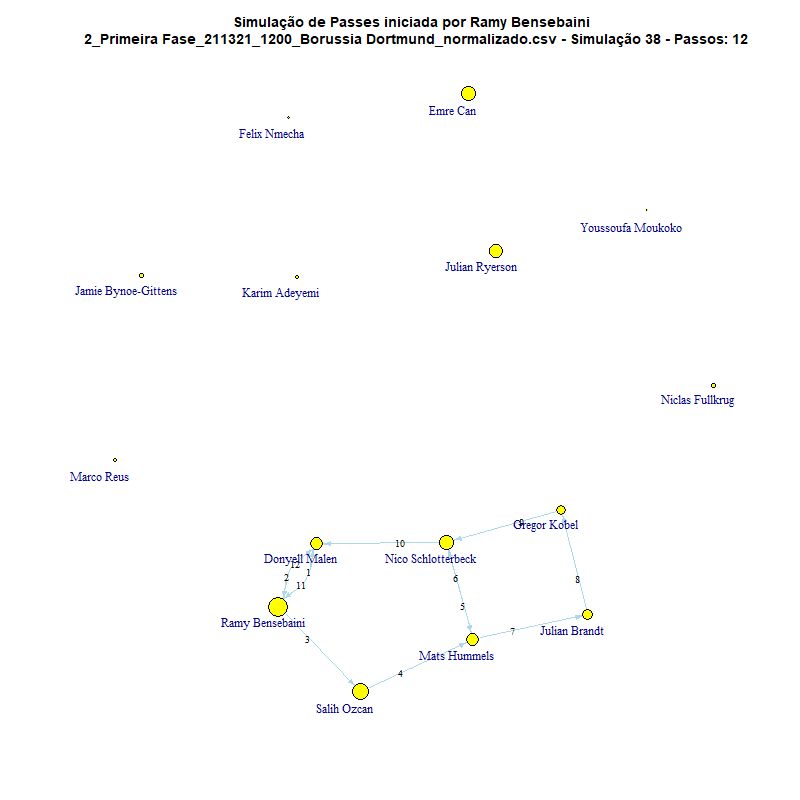 Simulação de Passes iniciada por Ramy Bensebaini
2_Primeira Fase_211321_1200_Borussia Dortmund_normalizado.csv - Simulação 38 - Passos: 12
Emre Can
Felix Nmecha
Youssoufa Moukoko
Julian Ryerson
Jamie Bynoe-Gittens
Karim Adeyemi
Niclas Fullkrug
Marco Reus
9
Gregor Kobel
10
Donyell Malen
Nico Schlotterbeck
12
1
2
6
8
11
5
Ramy Bensebaini
7
Julian Brandt
3
Mats Hummels
4
Salih Ozcan